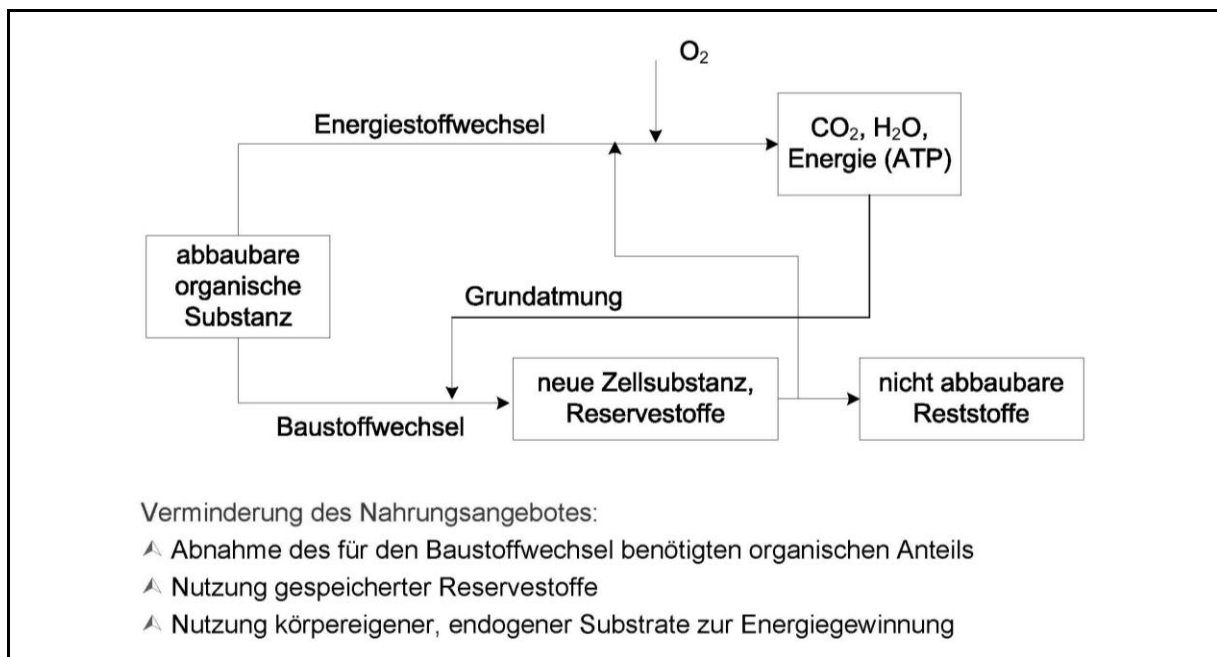 O₂
Energiestoffwechsel
CO₂, H₂O,
Energie (ATP)
abbaubare
organische
Substanz
Grundatmung
neue Zellsubstanz,
Reservestoffe
nicht abbaubare
Reststoffe
Baustoffwechsel
Verminderung des Nahrungsangebotes:
Abnahme des für den Baustoffwechsel benötigten organischen Anteils
Nutzung gespeicherter Reservestoffe
Nutzung körpereigener, endogener Substrate zur Energiegewinnung